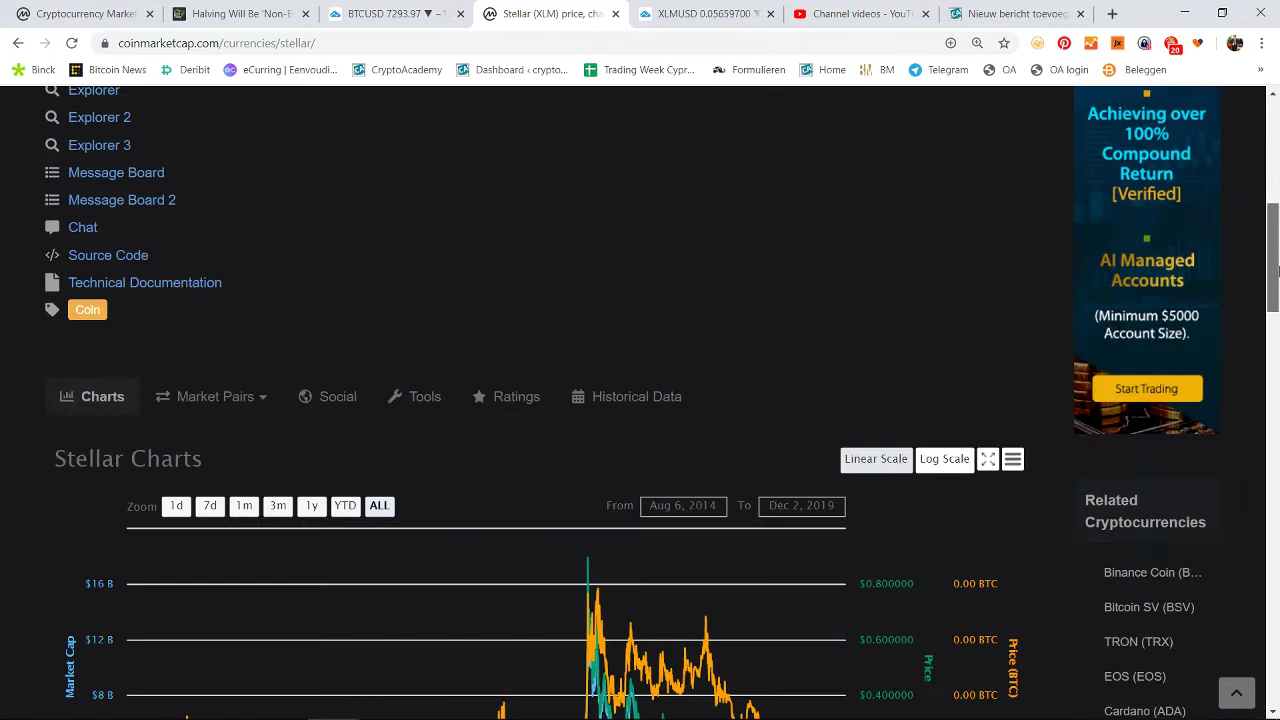 Cryptocurrency Market
Halving Will Be 'Non-E
BTCUSD 7293.97 ▼ −1
Stellar (XLM) price, cha
XLMUSD 0.05659700 ▼
Channel videos - YouT
Nieuw bericht toevoeg
coinmarketcap.com/currencies/stellar/
20
Binck
Bitcoin News
Deribit
eCurring | Eenvoudi...
Crypto Academy
Dashboard ‹ crypto...
Trading Week Cypr...
Formulieren
Home
BM
Telegram
OA
OA login
Beleggen
»
Explorer
Explorer 2
Explorer 3
Message Board
Message Board 2
Chat
Source Code
Technical Documentation
Coin
Achieving over
100%
Compound
Return
[Verified]
AI Managed
Accounts
(Minimum $5000
Account Size).
Start Trading
Charts
Market Pairs
Social
Tools
Ratings
Historical Data
Stellar Charts
Linear Scale
Log Scale
Zoom
1d
7d
1m
3m
1y
YTD
ALL
From
Aug 6, 2014
To
Dec 2, 2019
$16 B
$12 B
$8 B
Market Cap
$0.800000
$0.600000
$0.400000
Price
0.00 BTC
0.00 BTC
0.00 BTC
Price (BTC)
Related
Cryptocurrencies
Binance Coin (B...
Bitcoin SV (BSV)
TRON (TRX)
EOS (EOS)
Cardano (ADA)